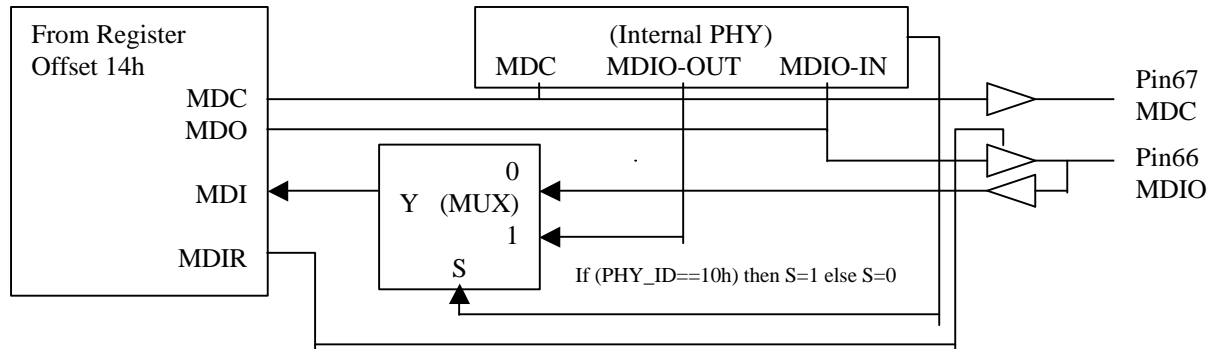 From Register
Offset 14h
MDC
MDO
MDI
MDIR
(Internal PHY)
MDC MDIO-OUT MDIO-IN
0
Y (MUX)
1
S
If (PHY_ID==10h) then S=1 else S=0
Pin67
MDC
Pin66
MDIO